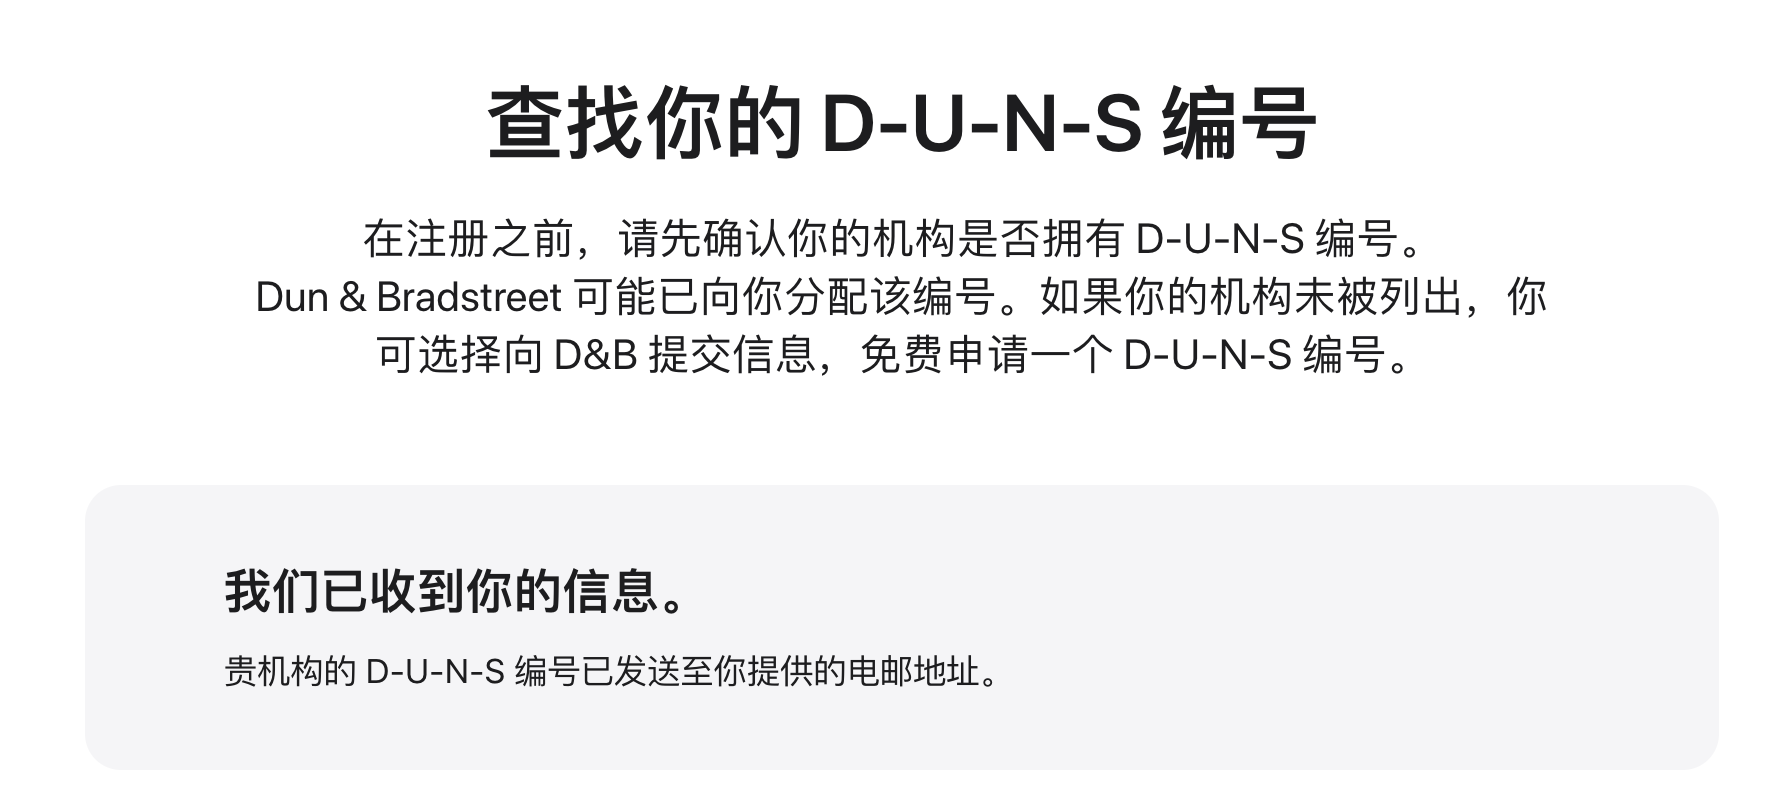 查找你的 D-U-N-S 编号
在注册之前，请先确认你的机构是否拥有 D-U-N-S 编号。
Dun & Bradstreet 可能已向你分配该编号。如果你的机构未被列出，你
可选择向 D&B 提交信息，免费申请一个 D-U-N-S 编号。
我们已收到你的信息。
贵机构的 D-U-N-S 编号已发送至你提供的电邮地址。